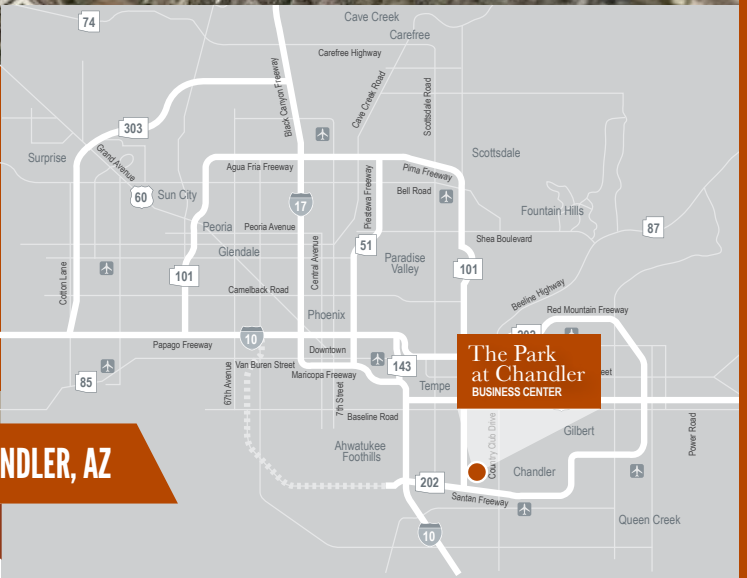 74
Cave Creek
Carefree
Carefree Highway
Black Canyon Freeway
Cave Creek Road
Scottsdale Road
303
Surprise
Grand Avenue
Scottsdale
Agua Fria Freeway
Pima Freeway
Bell Road
60
Sun City
17
Piestewa Freeway
Fountain Hills
Peoria
Peoria Avenue
87
Glendale
51
Shea Boulevard
Central Avenue
Paradise
Valley
Cotton Lane
101
101
Camelback Road
Beeline Highway
Phoenix
Red Mountain Freeway
10
Papago Freeway
Downtown
The Park
at Chandler
BUSINESS CENTER
Van Buren Street
143
85
Maricopa Freeway
67th Avenue
7th Street
Tempe
Baseline Road
Country Club Drive
Gilbert
Power Road
Ahwatukee
Foothills
NDLER, AZ
Chandler
202
Santan Freeway
Queen Creek
10